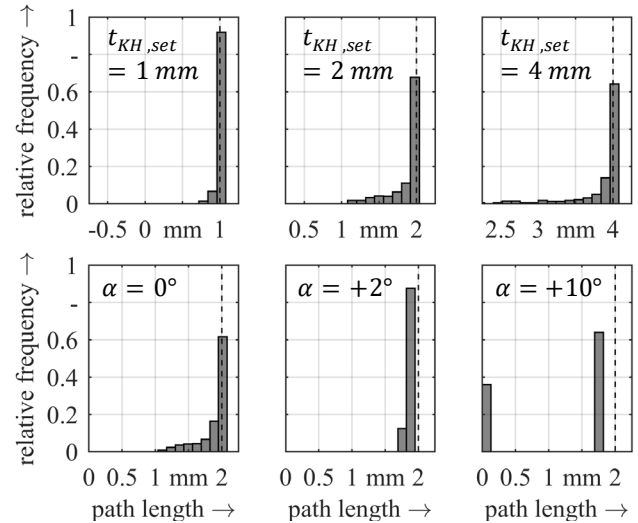 relative frequency →
1
-
0.6
0.4
0.2
0
t_KH,set
= 1 mm
-0.5 0 mm 1
t_KH,set
= 2 mm
0.5 1 mm 2
t_KH,set
= 4 mm
2.5 3 mm 4
relative frequency →
1
-
0.6
0.4
0.2
0
α = 0°
0 0.5 1 mm 2
path length →
α = +2°
0 0.5 1 mm 2
path length →
α = +10°
0 0.5 1 mm 2
path length →